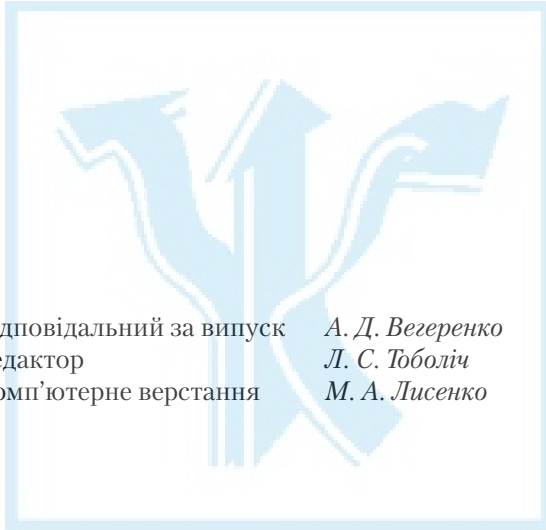 дповідальний за випуск А. Д. Вегеренко
едактор Л. С. Тоболіч
омп’ютерне верстання М. А. Лисенко